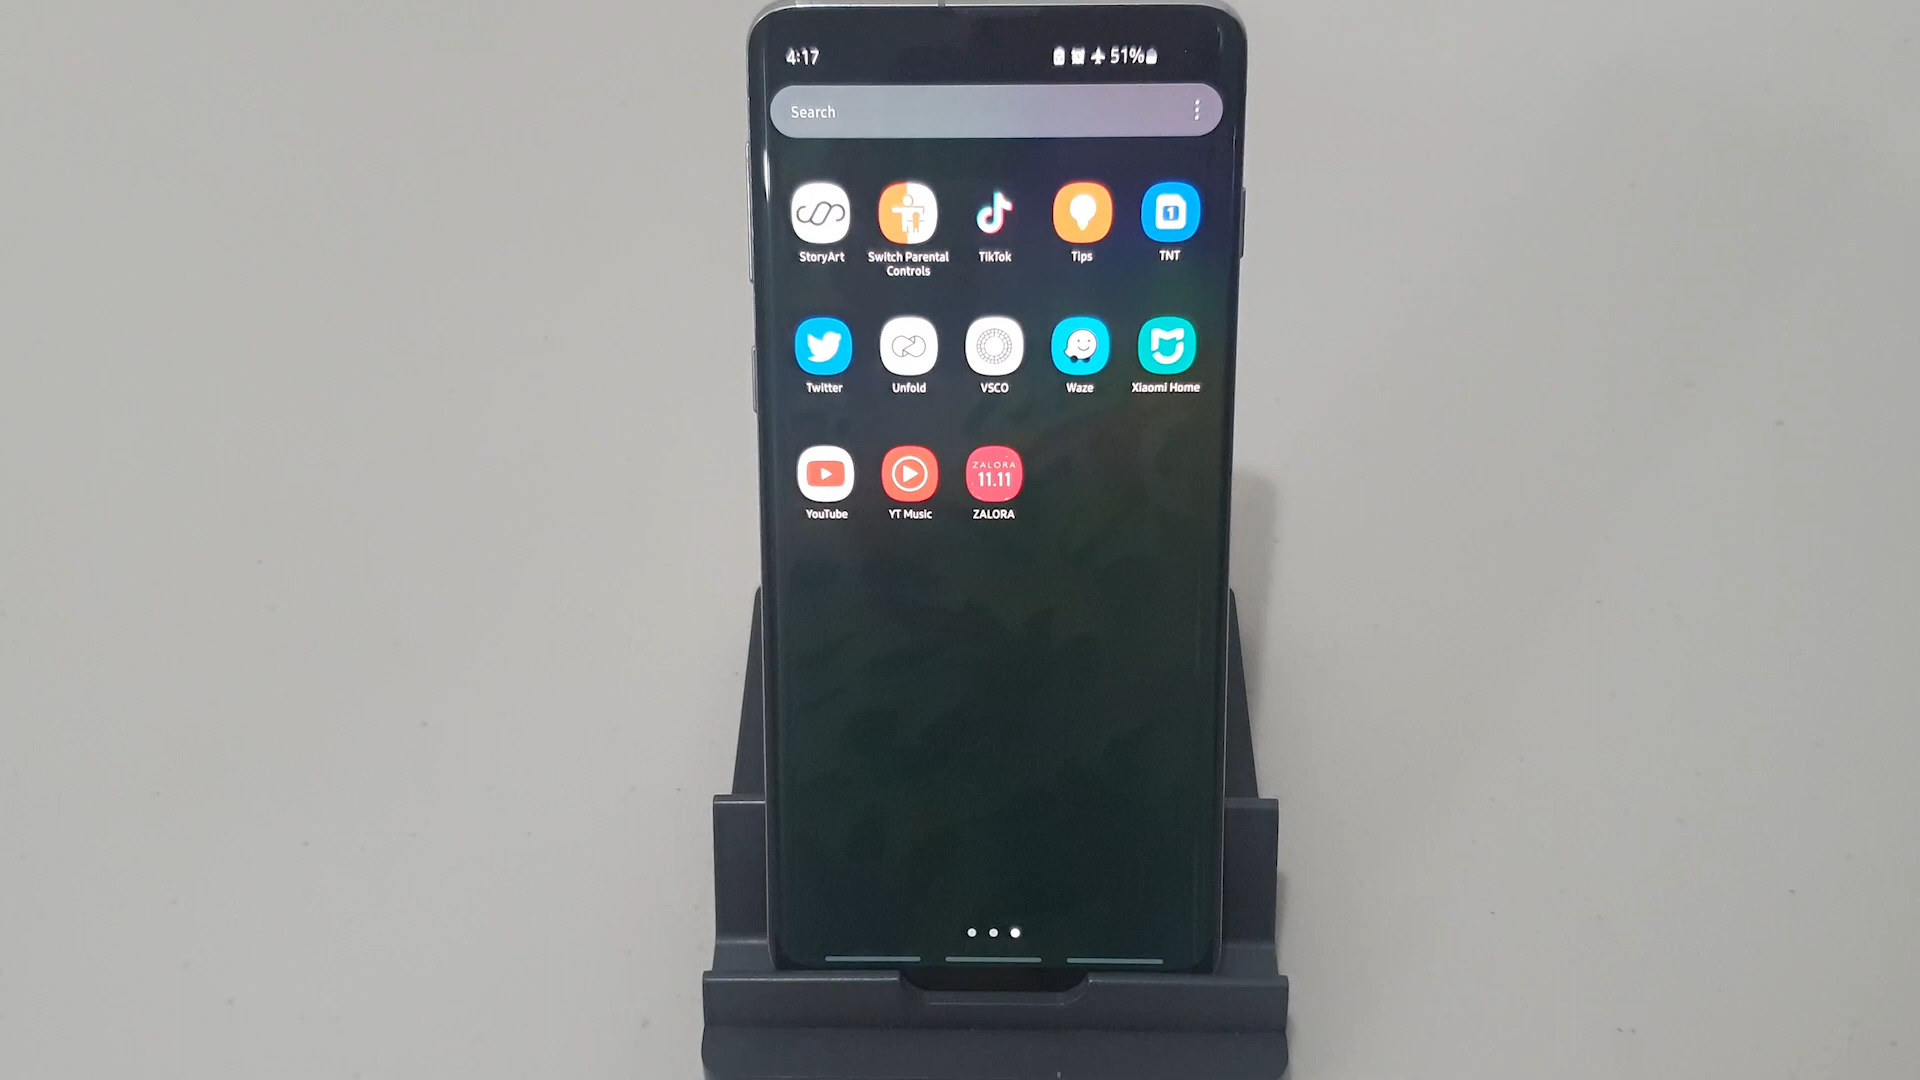 4:17
51%
Search
StoryArt
Switch Parental
Controls
TikTok
Tips
1
TNT
Twitter
Unfold
VSCO
Waze
Xiaomi Home
ZALORA
11.11
YouTube
YT Music
ZALORA